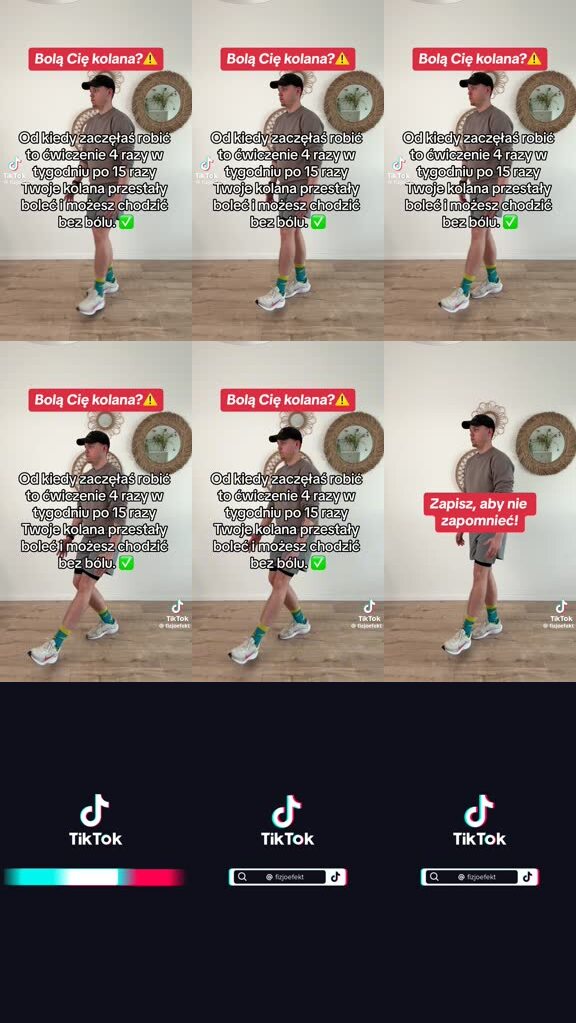 Bolą Cię kolana?⚠️
Od kiedy zaczęłaś robić
to ćwiczenie 4 razy w
tygodniu po 15 razy
Twoje kolana przestały
boleć i możesz chodzić
bez bólu. ✅
TikTok
Bolą Cię kolana?⚠️
Od kiedy zaczęłaś robić
to ćwiczenie 4 razy w
tygodniu po 15 razy
Twoje kolana przestały
boleć i możesz chodzić
bez bólu. ✅
TikTok
Bolą Cię kolana?⚠️
Od kiedy zaczęłaś robić
to ćwiczenie 4 razy w
tygodniu po 15 razy
Twoje kolana przestały
boleć i możesz chodzić
bez bólu. ✅
TikTok
Bolą Cię kolana?⚠️
Od kiedy zaczęłaś robić
to ćwiczenie 4 razy w
tygodniu po 15 razy
Twoje kolana przestały
boleć i możesz chodzić
bez bólu. ✅
TikTok
@ fizjoefekt
Bolą Cię kolana?⚠️
Od kiedy zaczęłaś robić
to ćwiczenie 4 razy w
tygodniu po 15 razy
Twoje kolana przestały
boleć i możesz chodzić
bez bólu. ✅
TikTok
@ fizjoefekt
Zapisz, aby nie
zapomnieć!
TikTok
@ fizjoefekt
TikTok
TikTok
@ fizjoefekt
TikTok
@ fizjoefekt